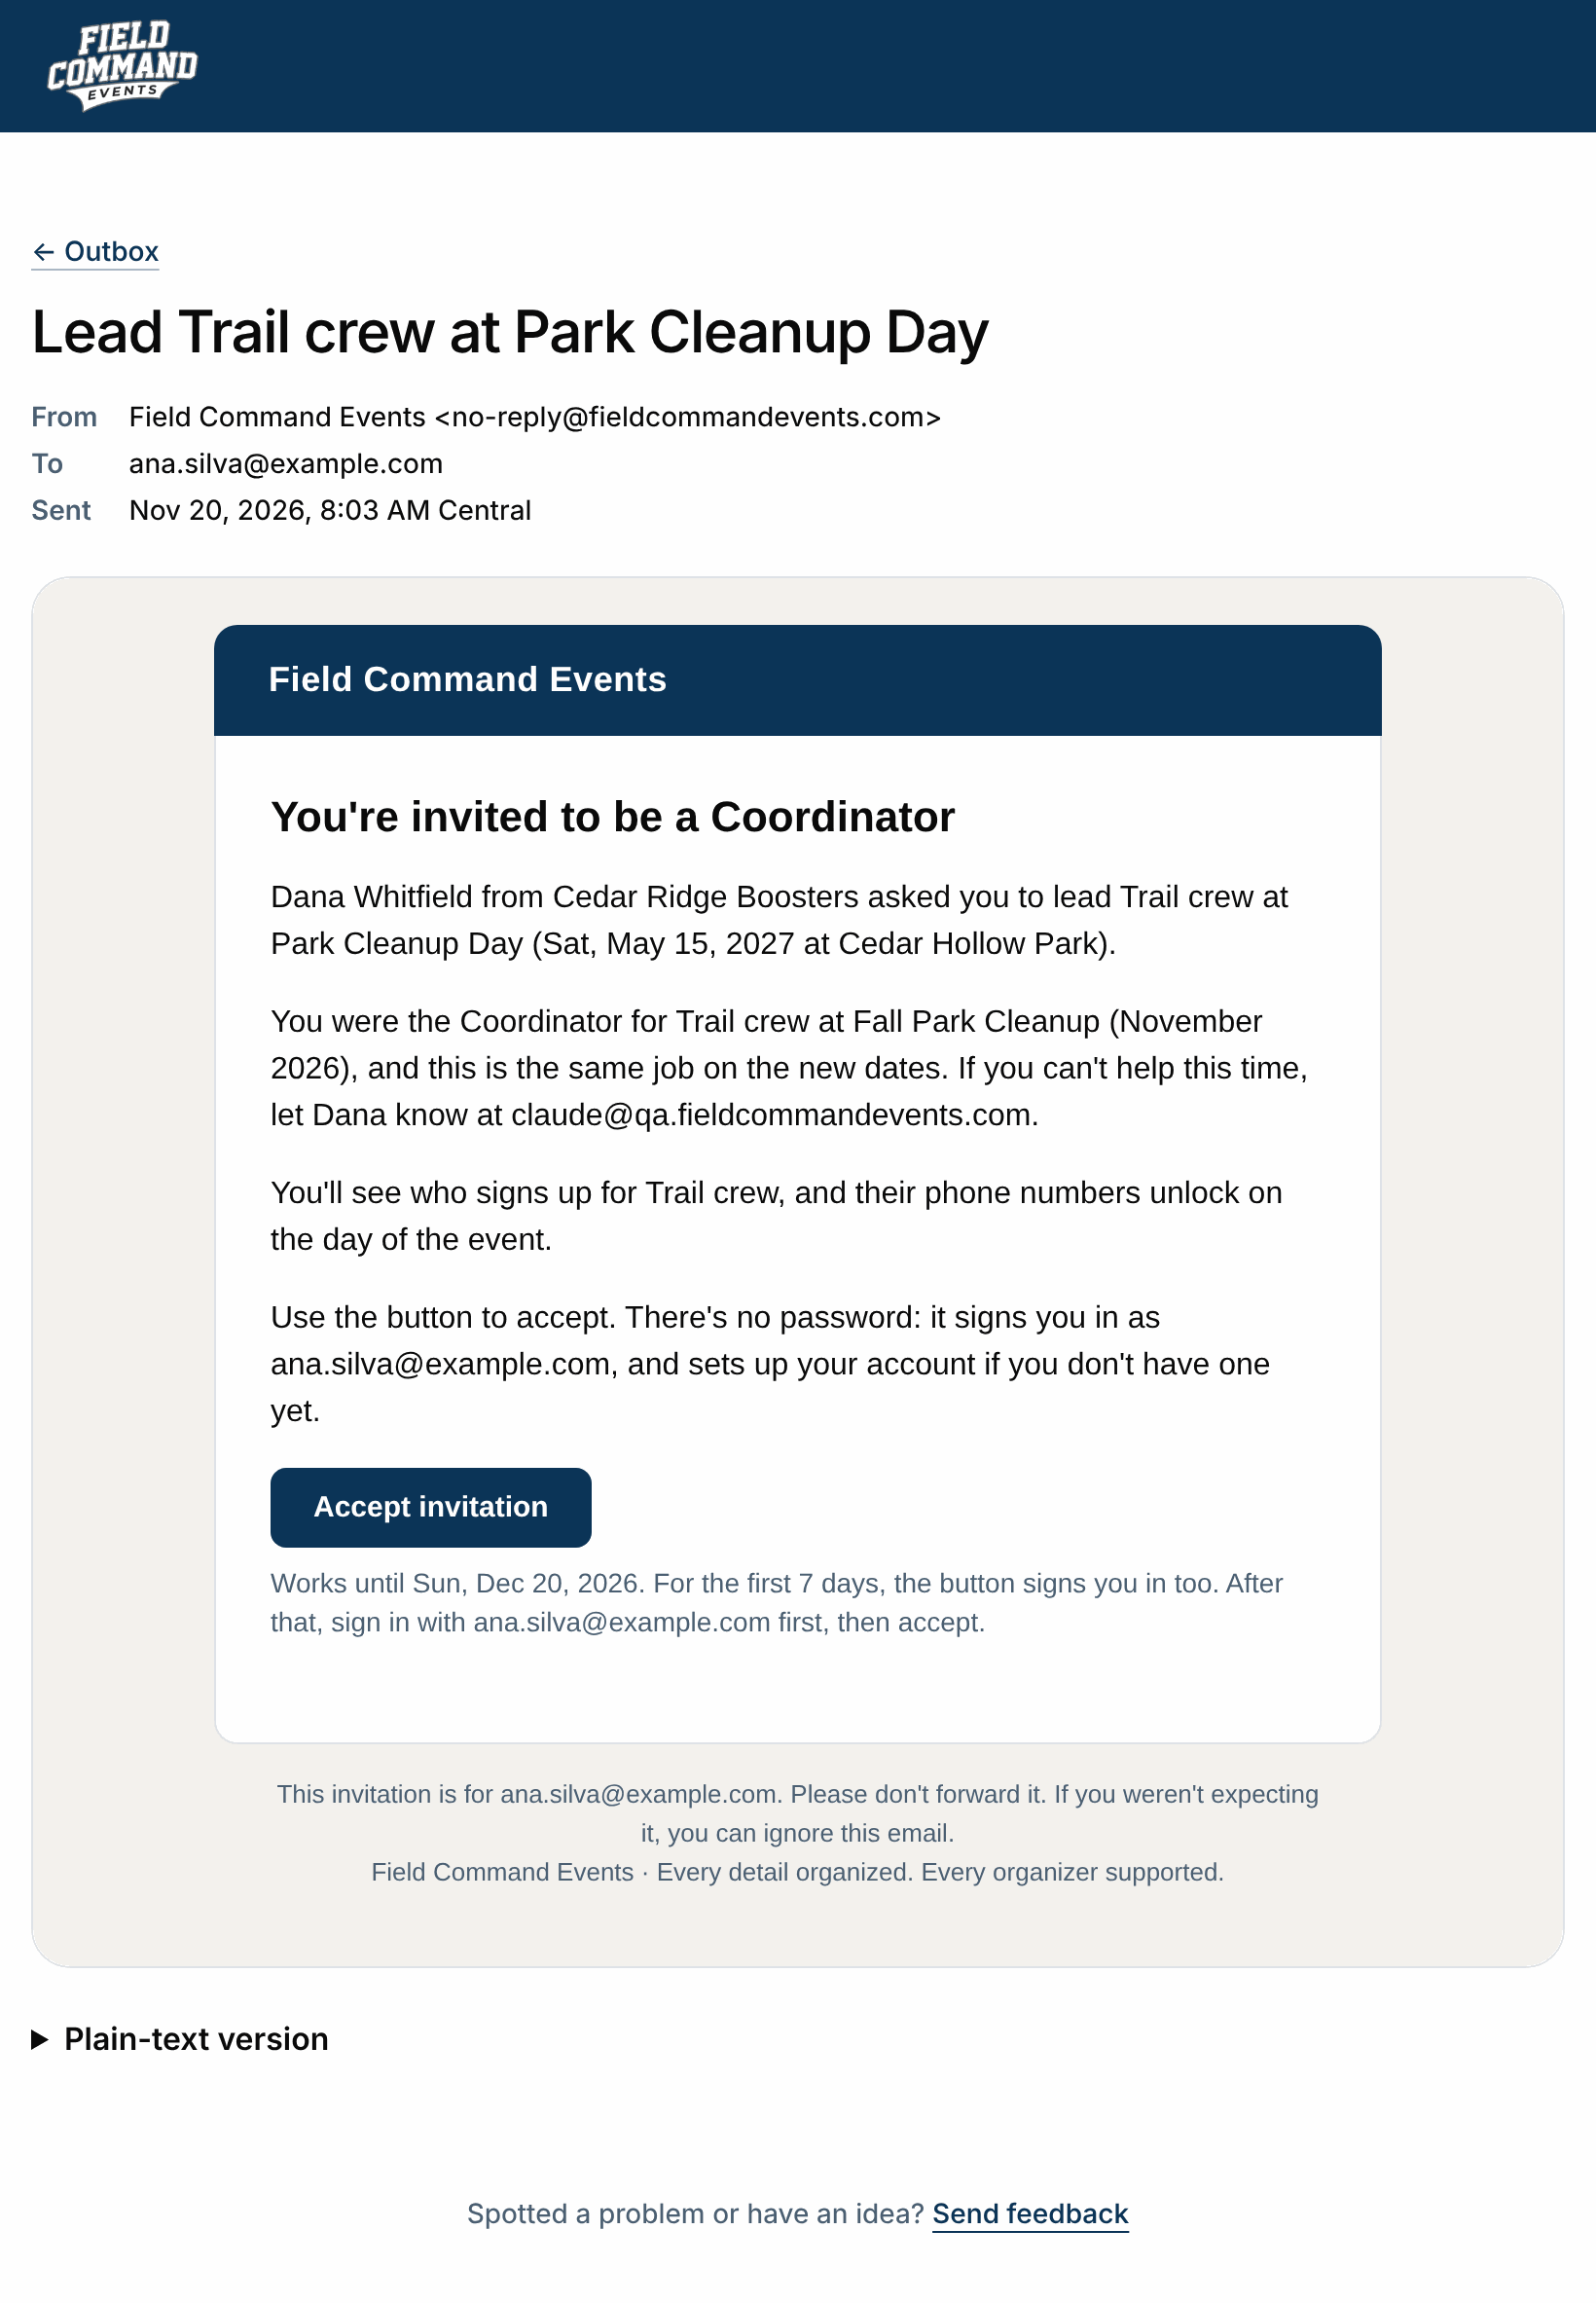 FIELD
COMMAND
EVENTS
← Outbox
Lead Trail crew at Park Cleanup Day
From Field Command Events <no-reply@fieldcommandevents.com>
To ana.silva@example.com
Sent Nov 20, 2026, 8:03 AM Central
Field Command Events
You're invited to be a Coordinator
Dana Whitfield from Cedar Ridge Boosters asked you to lead Trail crew at
Park Cleanup Day (Sat, May 15, 2027 at Cedar Hollow Park).
You were the Coordinator for Trail crew at Fall Park Cleanup (November
2026), and this is the same job on the new dates. If you can't help this time,
let Dana know at claude@qa.fieldcommandevents.com.
You'll see who signs up for Trail crew, and their phone numbers unlock on
the day of the event.
Use the button to accept. There's no password: it signs you in as
ana.silva@example.com, and sets up your account if you don't have one
yet.
Accept invitation
Works until Sun, Dec 20, 2026. For the first 7 days, the button signs you in too. After
that, sign in with ana.silva@example.com first, then accept.
This invitation is for ana.silva@example.com. Please don't forward it. If you weren't expecting
it, you can ignore this email.
Field Command Events · Every detail organized. Every organizer supported.
▶ Plain-text version
Spotted a problem or have an idea? Send feedback